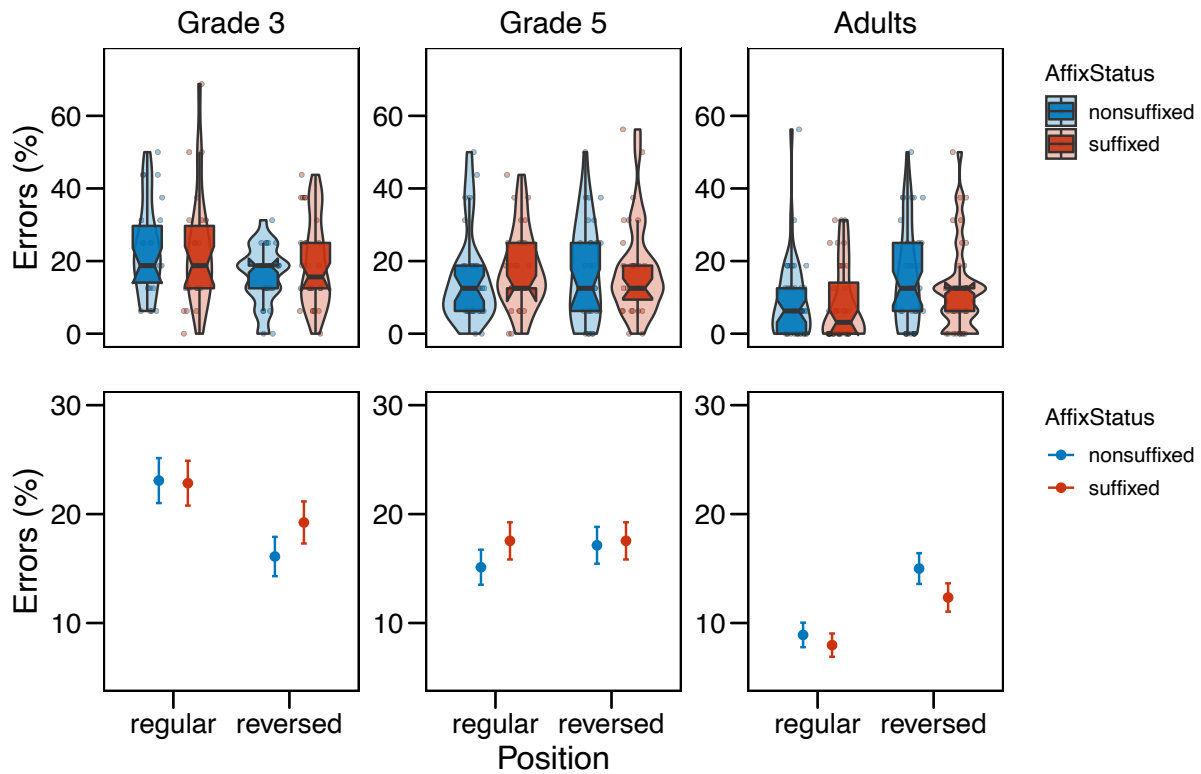 Grade 3 Grade 5 Adults
Errors (%)
60
40
20
0
60
40
20
0
60
40
20
0
AffixStatus
nonsuffixed
suffixed
Errors (%)
30
20
10
30
20
10
30
20
10
AffixStatus
nonsuffixed
suffixed
regular reversed regular reversed regular reversed
Position